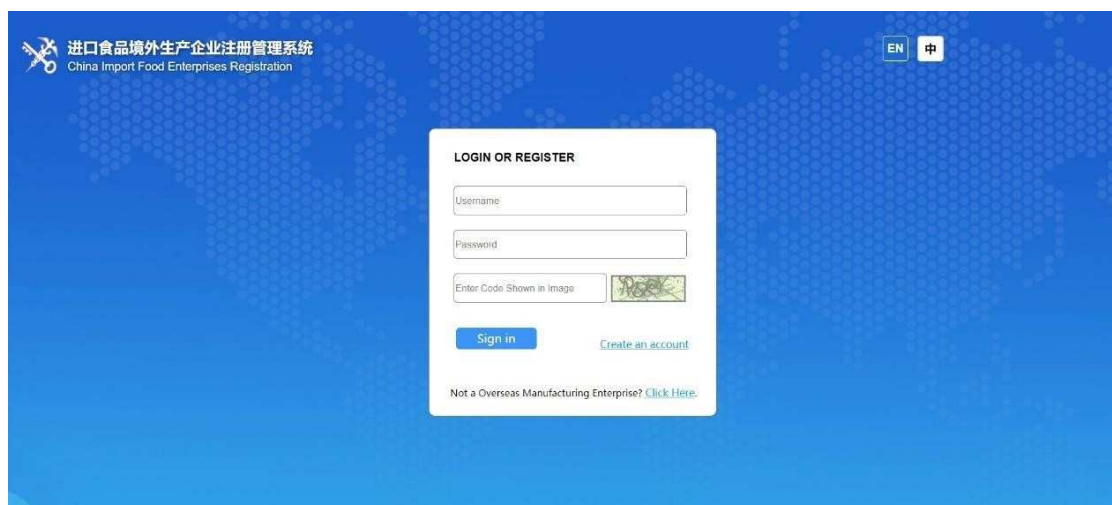 进口食品境外生产企业注册管理系统
China Import Food Enterprises Registration
EN 中
LOGIN OR REGISTER
Username
Password
Enter Code Shown in Image
Sign in
Create an account
Not a Overseas Manufacturing Enterprise? Click Here.